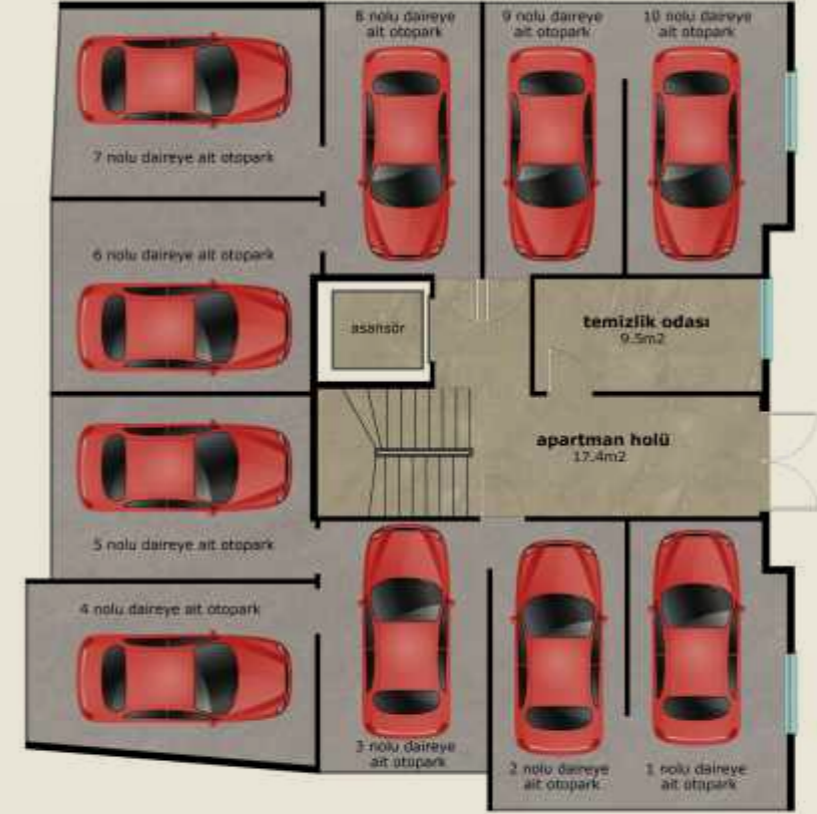 8 nolu daireye
ait otopark
9 nolu daireye
ait otopark
10 nolu daireye
ait otopark
7 nolu daireye ait otopark
6 nolu daireye ait otopark
asansör
temizlik odası
9.5m2
apartman holü
17.4m2
5 nolu daireye ait otopark
4 nolu daireye ait otopark
3 nolu daireye
ait otopark
2 nolu daireye
ait otopark
1 nolu daireye
ait otopark